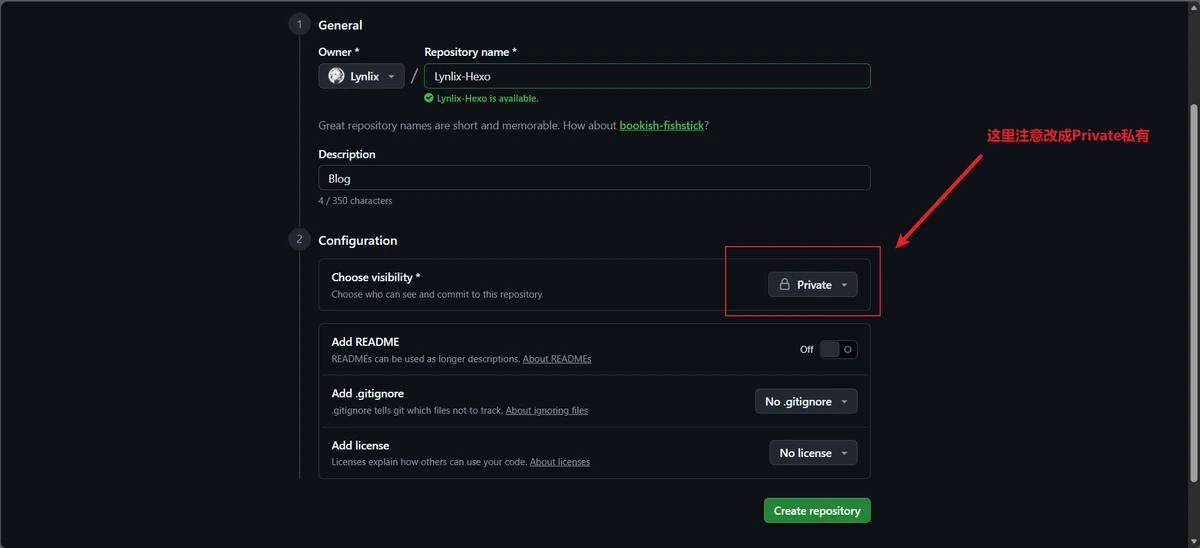 1
General
Owner *
Repository name *
Lynlix
/
Lynlix-Hexo
Lynlix-Hexo is available.
Great repository names are short and memorable. How about bookish-fishstick?
这里注意改成Private私有
Description
Blog
4 / 350 characters
2
Configuration
Choose visibility *
Choose who can see and commit to this repository
Private
Add README
READMEs can be used as longer descriptions. About READMEs
Off
Add .gitignore
.gitignore tells git which files not to track. About ignoring files
No .gitignore
Add license
Licenses explain how others can use your code. About licenses
No license
Create repository